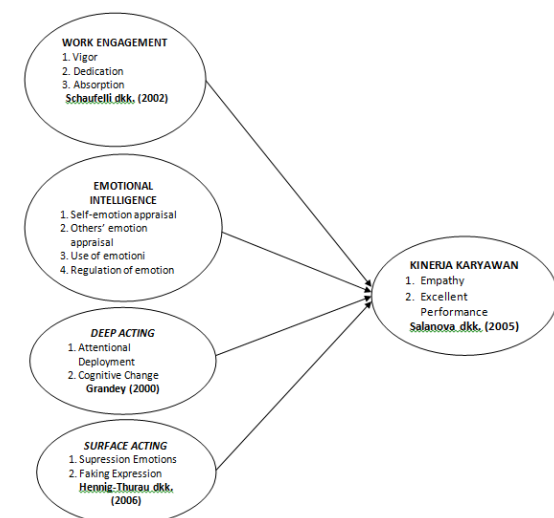 WORK ENGAGEMENT
1. Vigor
2. Dedication
3. Absorption
Schaufelli dkk. (2002)
EMOTIONAL
INTELLIGENCE
1. Self-emotion appraisal
2. Others' emotion
appraisal
3. Use of emotioni
4. Regulation of emotion
DEEP ACTING
1. Attentional
Deployment
2. Cognitive Change
Grandey (2000)
SURFACE ACTING
1. Supression Emotions
2. Faking Expression
Hennig-Thurau dkk.
(2006)
KINERJA KARYAWAN
1. Empathy
2. Excellent
Performance
Salanova dkk. (2005)